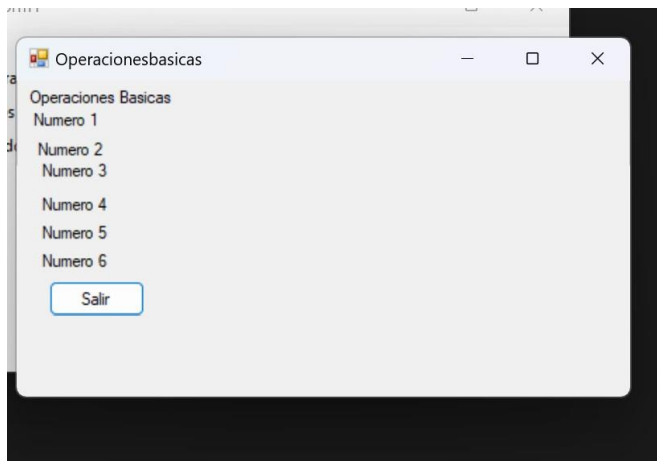 Operacionesbasicas
Operaciones Basicas
Numero 1
Numero 2
Numero 3
Numero 4
Numero 5
Numero 6
Salir